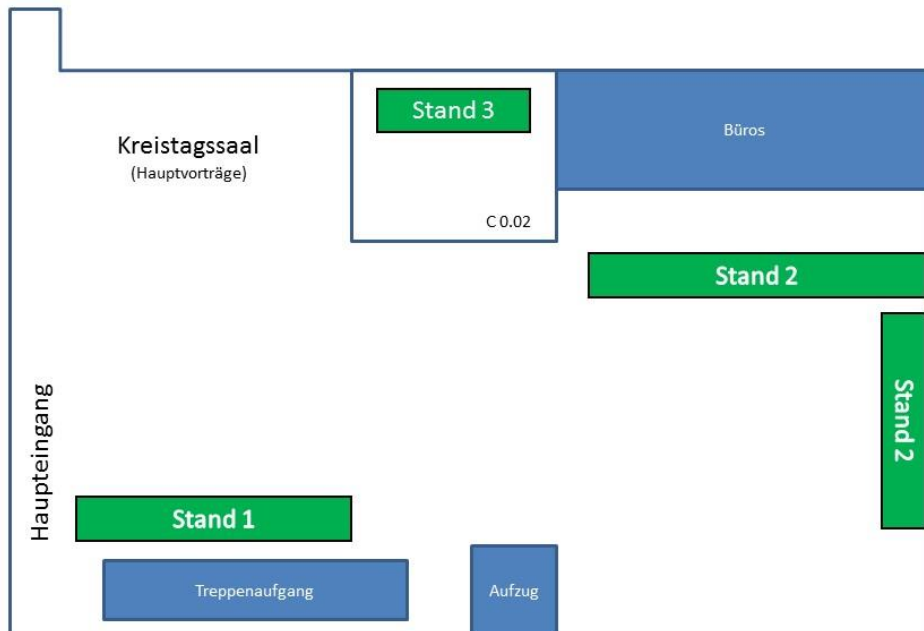 Stand 3
Büros
Kreistagssaal
(Hauptvorträge)
C 0.02
Stand 2
Stand 2
Haupteingang
Stand 1
Treppenaufgang
Aufzug